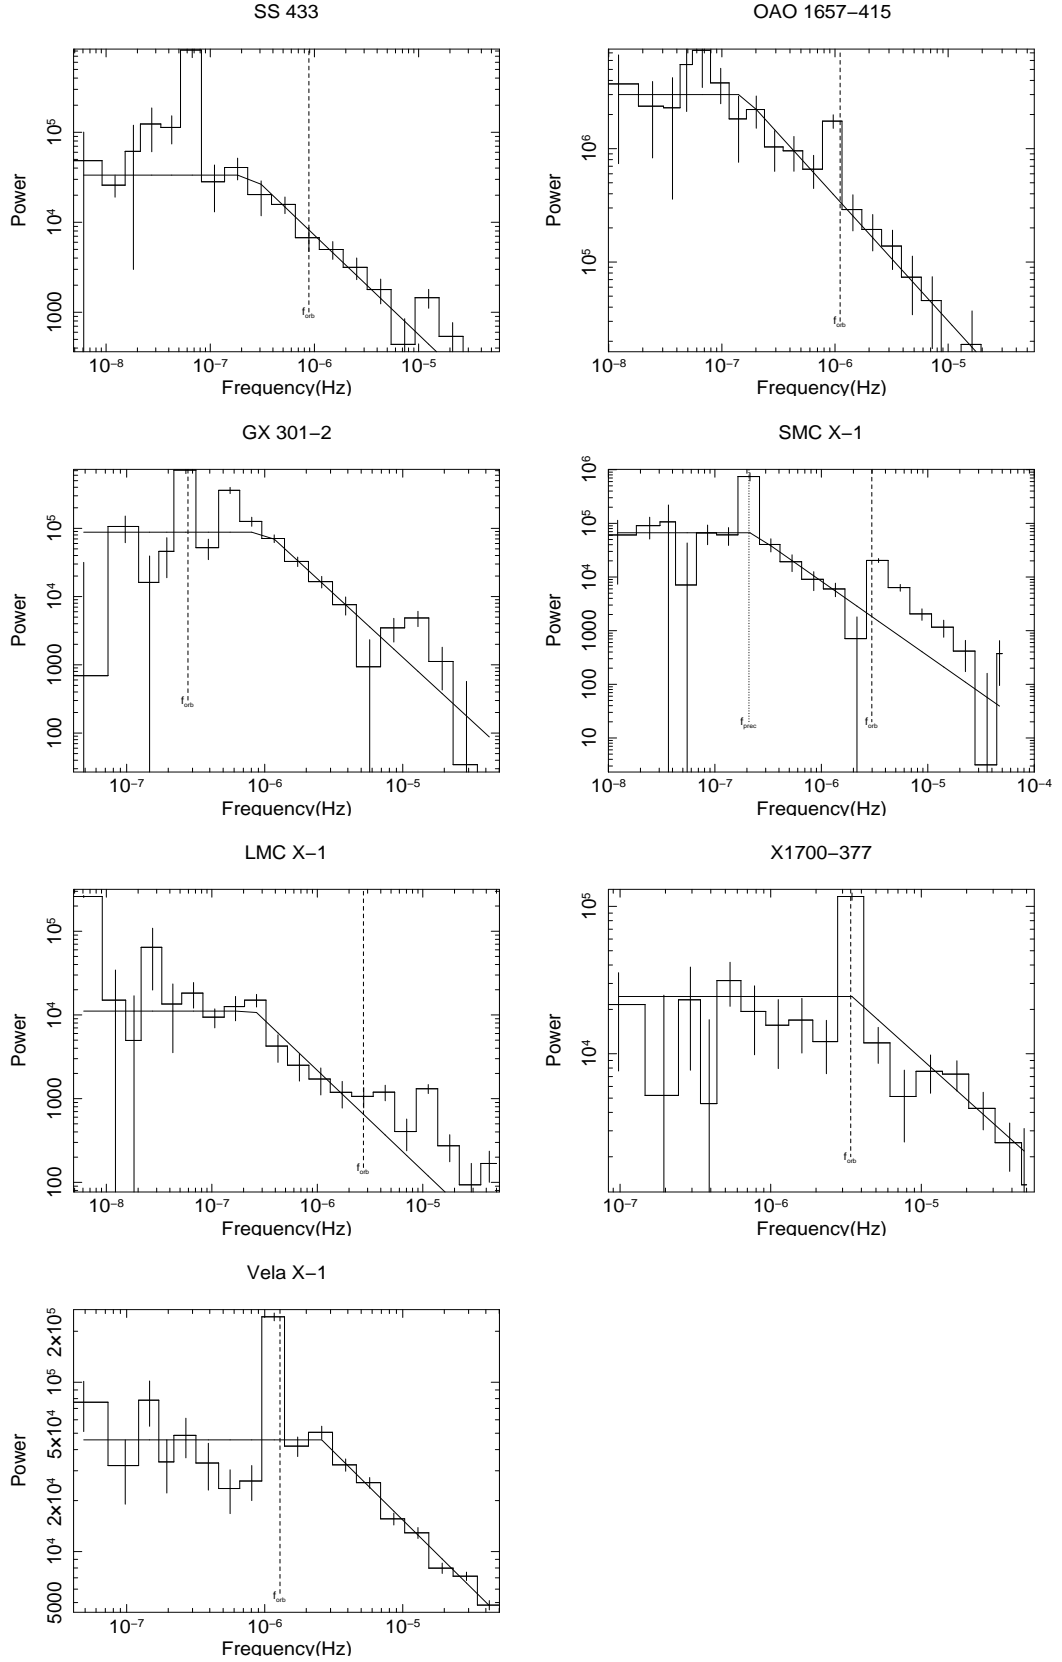 SS 433
Power
10⁵
10⁴
1000
f_orb
10⁻⁸ 10⁻⁷ 10⁻⁶ 10⁻⁵
Frequency(Hz)
OAO 1657−415
Power
10⁶
10⁵
f_orb
10⁻⁸ 10⁻⁷ 10⁻⁶ 10⁻⁵
Frequency(Hz)
GX 301−2
Power
10⁵
10⁴
1000
100
f_orb
10⁻⁷ 10⁻⁶ 10⁻⁵
Frequency(Hz)
SMC X−1
Power
10⁶
10⁵
10⁴
1000
100
10
f_prec
f_orb
10⁻⁸ 10⁻⁷ 10⁻⁶ 10⁻⁵ 10⁻⁴
Frequency(Hz)
LMC X−1
Power
10⁵
10⁴
1000
100
f_orb
10⁻⁸ 10⁻⁷ 10⁻⁶ 10⁻⁵
Frequency(Hz)
X1700−377
Power
10⁵
10⁴
f_orb
10⁻⁷ 10⁻⁶ 10⁻⁵
Frequency(Hz)
Vela X−1
Power
2×10⁵
10⁵
5×10⁴
2×10⁴
10⁴
5000
f_orb
10⁻⁷ 10⁻⁶ 10⁻⁵
Frequency(Hz)